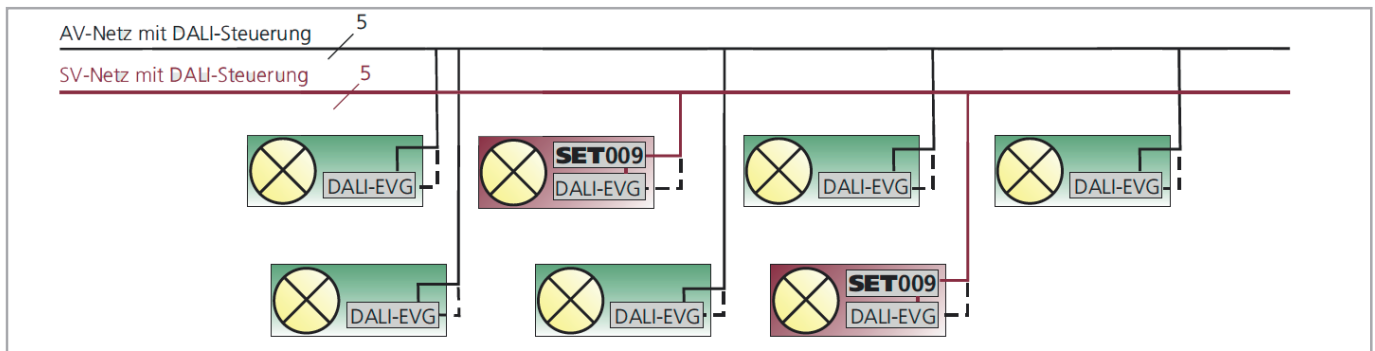 AV-Netz mit DALI-Steuerung 5
SV-Netz mit DALI-Steuerung 5
DALI-EVG
SET009
DALI-EVG
DALI-EVG
DALI-EVG
DALI-EVG
DALI-EVG
SET009
DALI-EVG